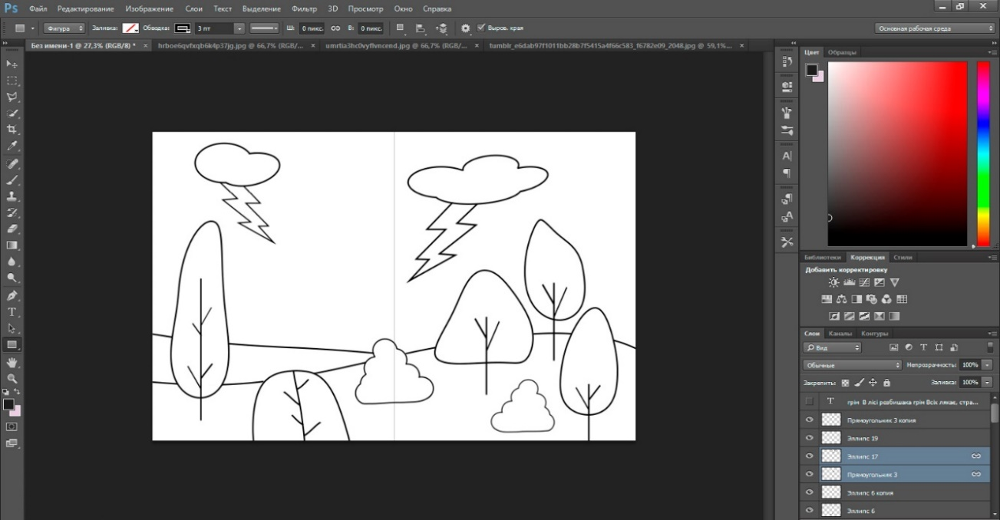 Ps Файл Редактирование Изображение Слои Текст Выделение Фильтр 3D Просмотр Окно Справка
Фигура Заливка: Обводка: 3 пт Ш: 0 пикс. В: 0 пикс. Выров. края Основная рабочая среда
Без имени-1 @ 27,3% (RGB/8) * × hrboe6qvfxqb6k4p37jg.jpg @ 66,7% (RGB/... × umrtia3hc0vyflvncend.jpg @ 66,7% (RGB/... × tumblr_e6dab97f1011bb28b7f5415a4f66c583_f6782e09_2048.jpg @ 59,1%... ×
Цвет Образцы
Библиотеки Коррекция Стили
Добавить корректировку
Слои Каналы Контуры
Вид
Обычные Непрозрачность: 100%
Закрепить: Заливка: 100%
T грім В лісі розбишака грім Всіх лякає, стра...
Прямоугольник 3 копия
Эллипс 19
Эллипс 17
Прямоугольник 3
Эллипс 6 копия
Эллипс 6